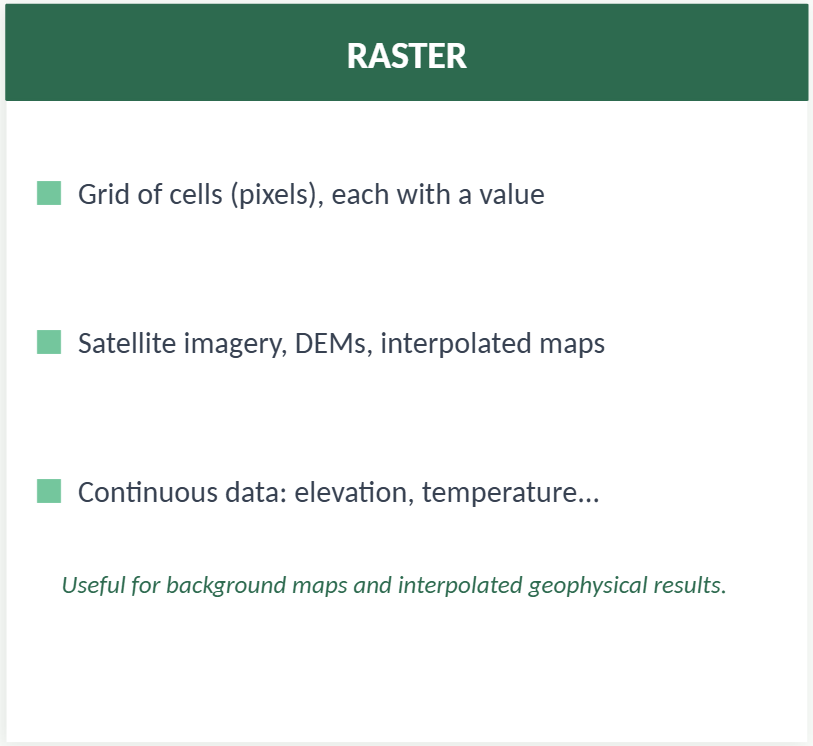 RASTER
Grid of cells (pixels), each with a value
Satellite imagery, DEMs, interpolated maps
Continuous data: elevation, temperature...
Useful for background maps and interpolated geophysical results.